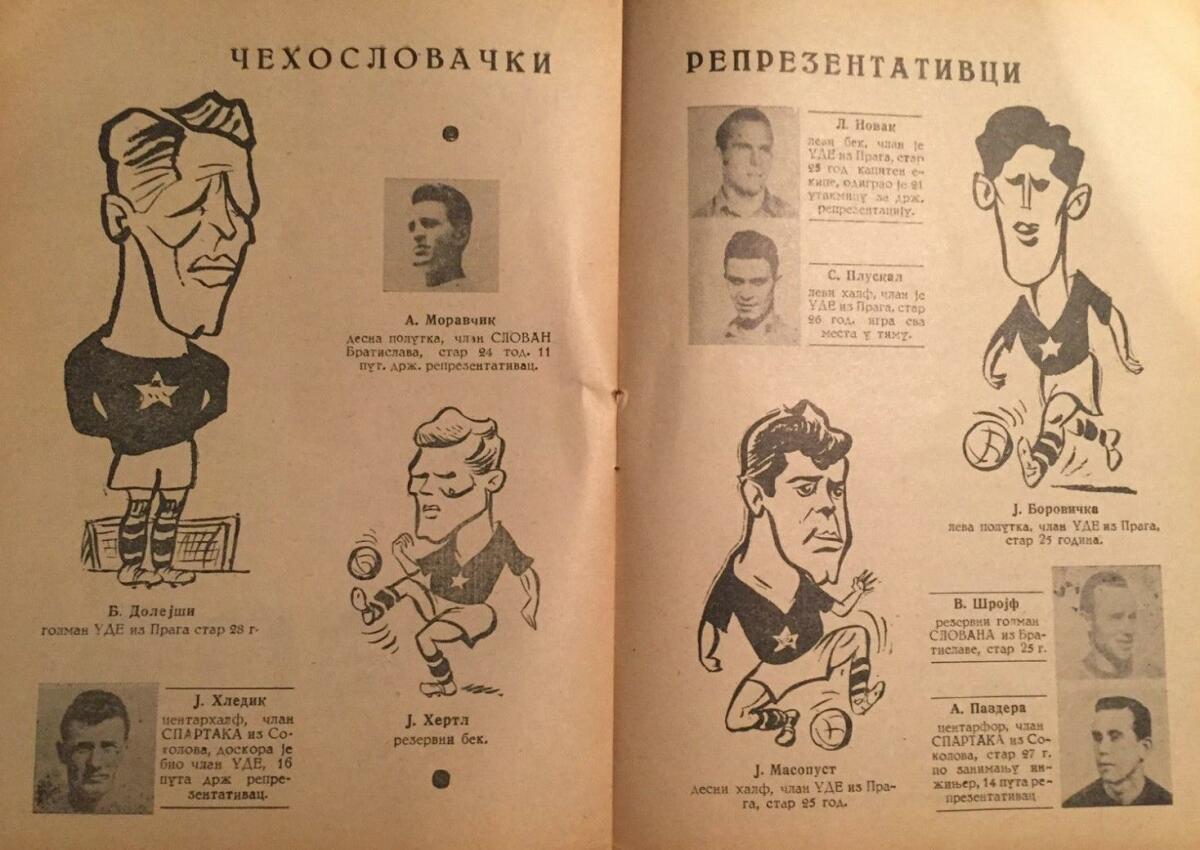 ЧЕХОСЛОВАЧКИ РЕПРЕЗЕНТАТИВЦИ
А. Моравчик
десна полутка, члан СЛОВАН
Братислава, стар 24 год. 11
пут. држ. репрезентативац.
Б. Долејши
голман УДЕ из Прага стар 28 г.
Ј. Хледик
центархалф, члан
СПАРТАКА из Со-
голова, доскора је
био члан УДЕ, 16
пута држ репре-
зентативац.
Ј. Хертл
резервни бек.
Л. Новак
леви бек, члан је
УДЕ из Прага, стар
25 год капитен е-
кипе, одиграо је 21
утакмицу за држ.
репрезентацију.
С. Плускал
леви халф, члан је
УДЕ из Прага, стар
26 год. игра сва
места у тиму.
Ј. Боровичка
лева полутка, члан УДЕ из Прага,
стар 25 година.
Ј. Масопуст
десни халф, члан УДЕ из Пра-
га, стар 25 год.
В. Шројф
резервни голман
СЛОВАНА из Бра-
тиславе, стар 25 г.
А. Паздера
центарфор, члан
СПАРТАКА из Со-
колова, стар 27 г.
по занимању ин-
жињер, 14 пута ре-
презентативац